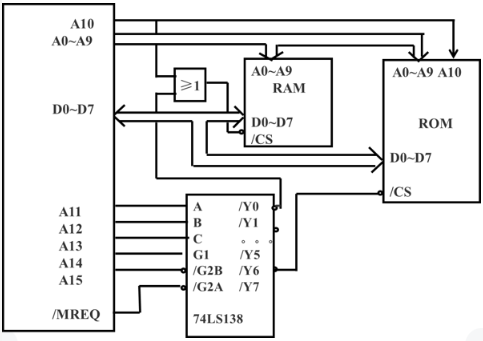 A10
A0~A9
D0~D7
A11
A12
A13
A14
A15
/MREQ
≥1
A0~A9
RAM
D0~D7
/CS
A0~A9 A10
ROM
D0~D7
/CS
A /Y0
B /Y1
C 。。。
G1 /Y5
/G2B /Y6
/G2A /Y7
74LS138